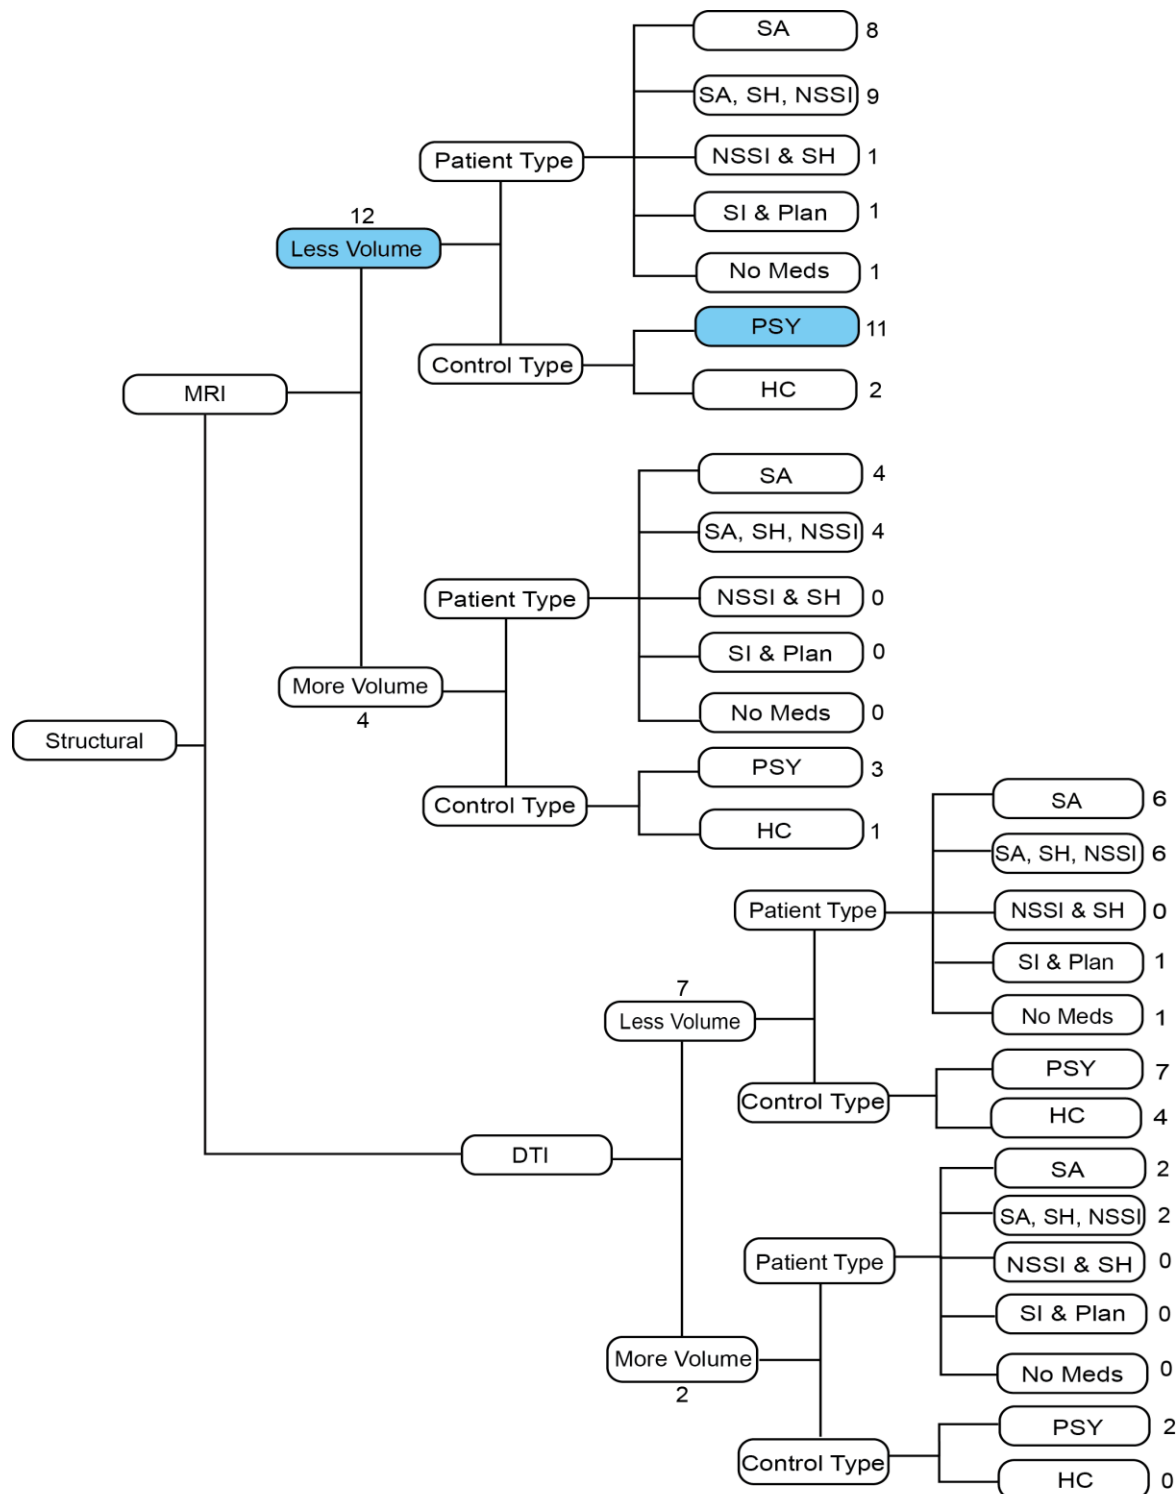 SA 8
SA, SH, NSSI 9
Patient Type
NSSI & SH 1
SI & Plan 1
12
Less Volume
No Meds 1
PSY 11
Control Type
HC 2
MRI
SA 4
SA, SH, NSSI 4
Patient Type
NSSI & SH 0
SI & Plan 0
More Volume
4
No Meds 0
Structural
PSY 3
Control Type
HC 1
SA 6
SA, SH, NSSI 6
Patient Type
NSSI & SH 0
SI & Plan 1
7
Less Volume
No Meds 1
PSY 7
Control Type
HC 4
DTI
SA 2
SA, SH, NSSI 2
Patient Type
NSSI & SH 0
SI & Plan 0
More Volume
2
No Meds 0
PSY 2
Control Type
HC 0